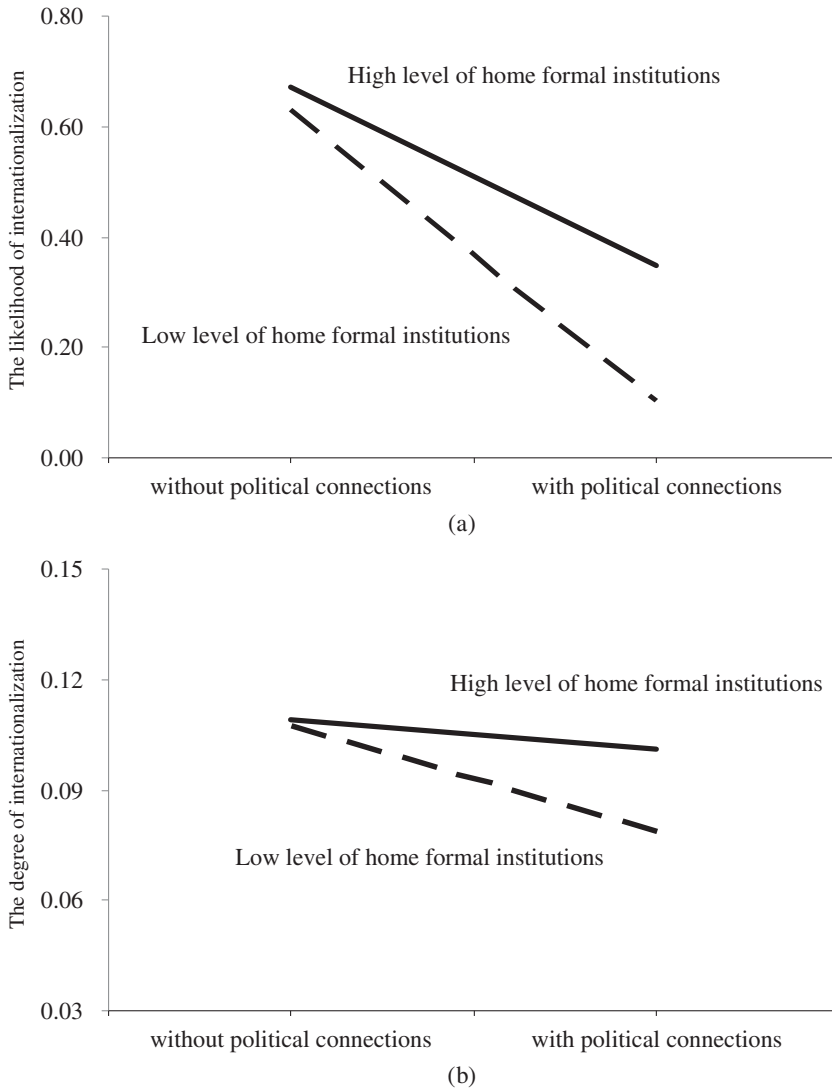 0.80
High level of home formal institutions
0.60
The likelihood of internationalization
0.40
Low level of home formal institutions
0.20
0.00
without political connections
with political connections
(a)
0.15
The degree of internationalization
0.12
High level of home formal institutions
0.09
Low level of home formal institutions
0.06
0.03
without political connections
with political connections
(b)